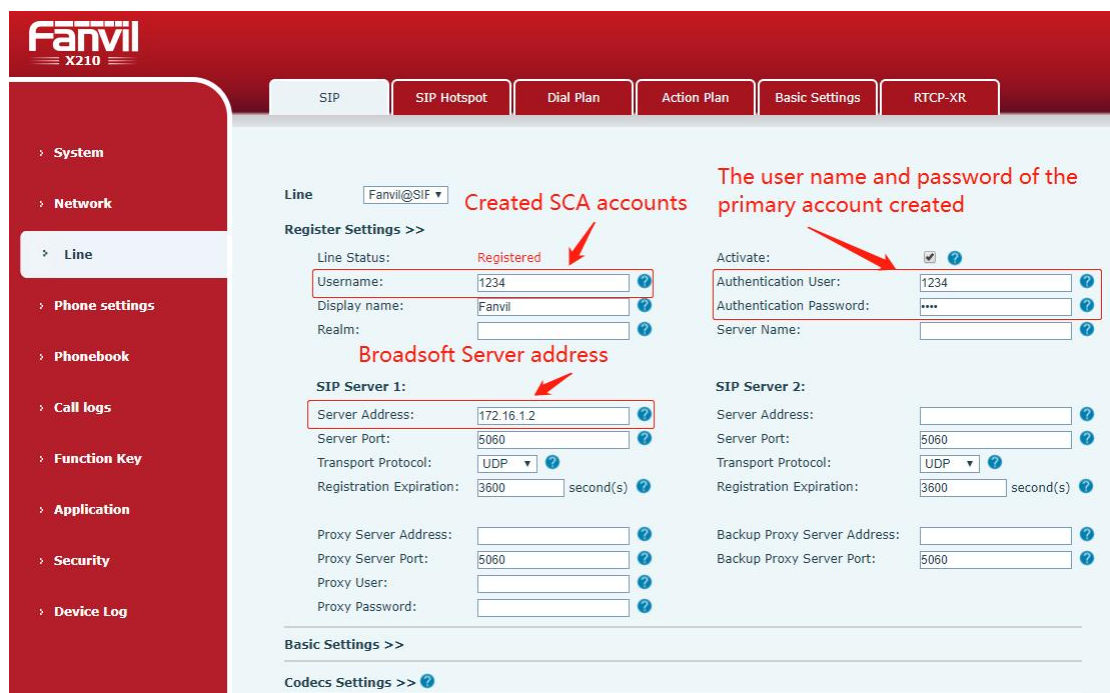 Fanvil
X210
SIP
SIP Hotspot
Dial Plan
Action Plan
Basic Settings
RTCP-XR
› System
› Network
› Line
› Phone settings
› Phonebook
› Call logs
› Function Key
› Application
› Security
› Device Log
The user name and password of the
primary account created
Line Fanvil@SIF
Created SCA accounts
Register Settings >>
Line Status: Registered Activate:
Username: 1234 Authentication User: 1234
Display name: Fanvil Authentication Password: ••••
Realm: Server Name:
Broadsoft Server address
SIP Server 1: SIP Server 2:
Server Address: 172.16.1.2 Server Address:
Server Port: 5060 Server Port: 5060
Transport Protocol: UDP Transport Protocol: UDP
Registration Expiration: 3600 second(s) Registration Expiration: 3600 second(s)
Proxy Server Address: Backup Proxy Server Address:
Proxy Server Port: 5060 Backup Proxy Server Port: 5060
Proxy User:
Proxy Password:
Basic Settings >>
Codecs Settings >>